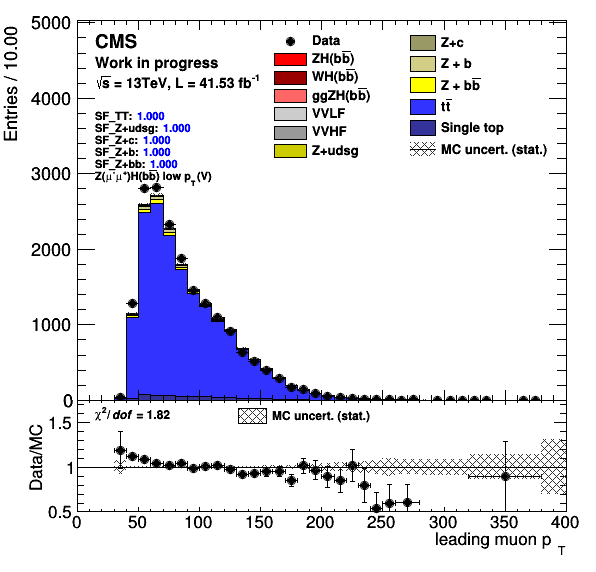 CMS
Work in progress
√s = 13TeV, L = 41.53 fb⁻¹
SF_TT: 1.000
SF_Z+udsg: 1.000
SF_Z+c: 1.000
SF_Z+b: 1.000
SF_Z+bb: 1.000
Z(μ⁻μ⁺)H(bb̅) low p_T(V)
Data
ZH(bb̅)
WH(bb̅)
ggZH(bb̅)
VVLF
VVHF
Z+udsg
Z+c
Z + b
Z + bb̅
tt̅
Single top
MC uncert. (stat.)
Entries / 10.00
5000
4000
3000
2000
1000
0
χ²/dof = 1.82
MC uncert. (stat.)
Data/MC
1.5
1
0.5
0 50 100 150 200 250 300 350 400
leading muon p_T